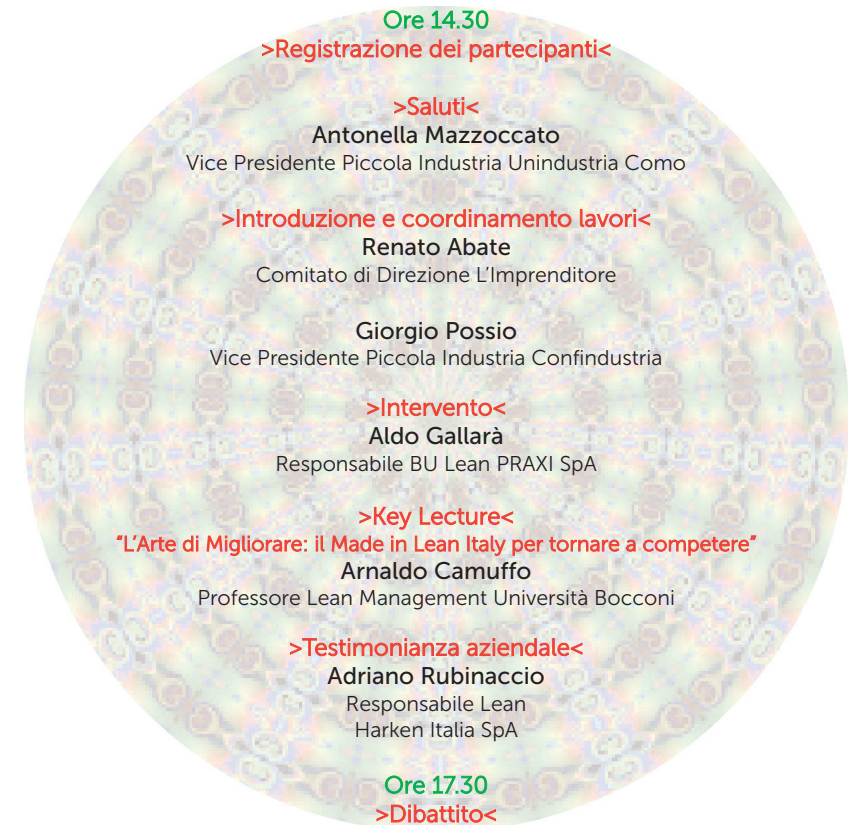 Ore 14.30
>Registrazione dei partecipanti<
>Saluti<
Antonella Mazzoccato
Vice Presidente Piccola Industria Unindustria Como
>Introduzione e coordinamento lavori<
Renato Abate
Comitato di Direzione L’Imprenditore
Giorgio Possio
Vice Presidente Piccola Industria Confindustria
>Intervento<
Aldo Gallarà
Responsabile BU Lean PRAXI SpA
>Key Lecture<
“L’Arte di Migliorare: il Made in Lean Italy per tornare a competere”
Arnaldo Camuffo
Professore Lean Management Università Bocconi
>Testimonianza aziendale<
Adriano Rubinaccio
Responsabile Lean
Harken Italia SpA
Ore 17.30
>Dibattito<